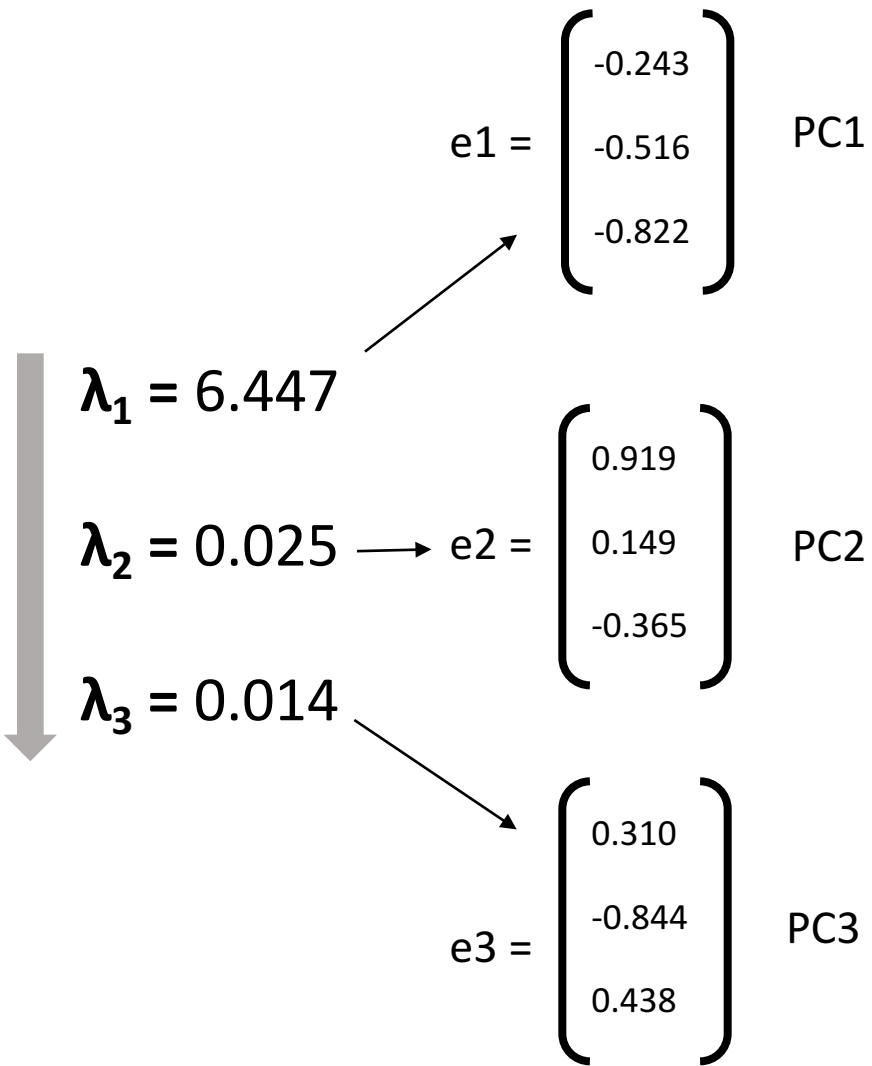 -0.243
e1 = -0.516 PC1
-0.822
λ₁ = 6.447
0.919
λ₂ = 0.025 e2 = 0.149 PC2
-0.365
λ₃ = 0.014
0.310
-0.844 PC3
e3 =
0.438